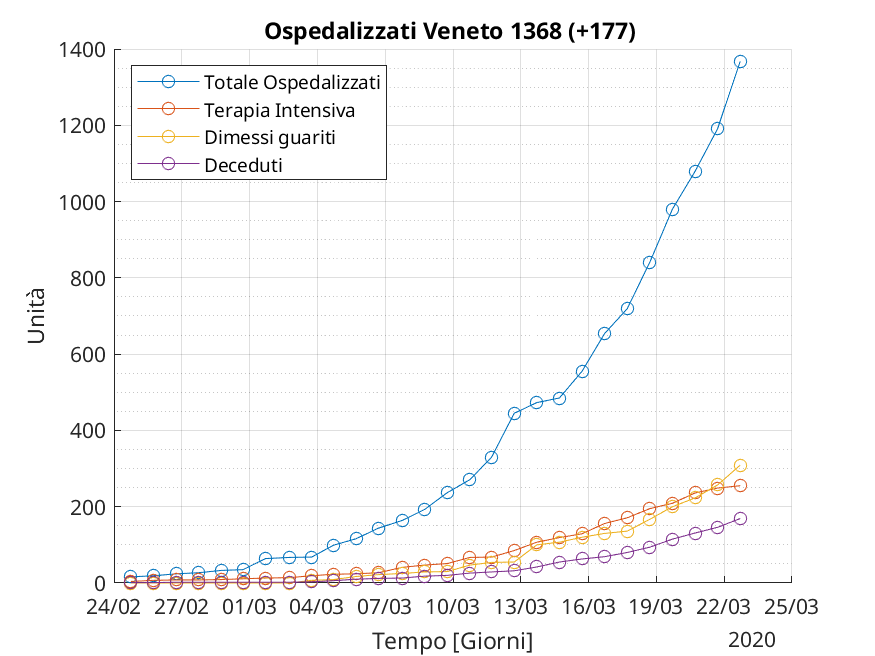 Ospedalizzati Veneto 1368 (+177)
1400
1200
1000
800
600
400
200
0
Unità
Totale Ospedalizzati
Terapia Intensiva
Dimessi guariti
Deceduti
24/02 27/02 01/03 04/03 07/03 10/03 13/03 16/03 19/03 22/03 25/03
Tempo [Giorni]
2020